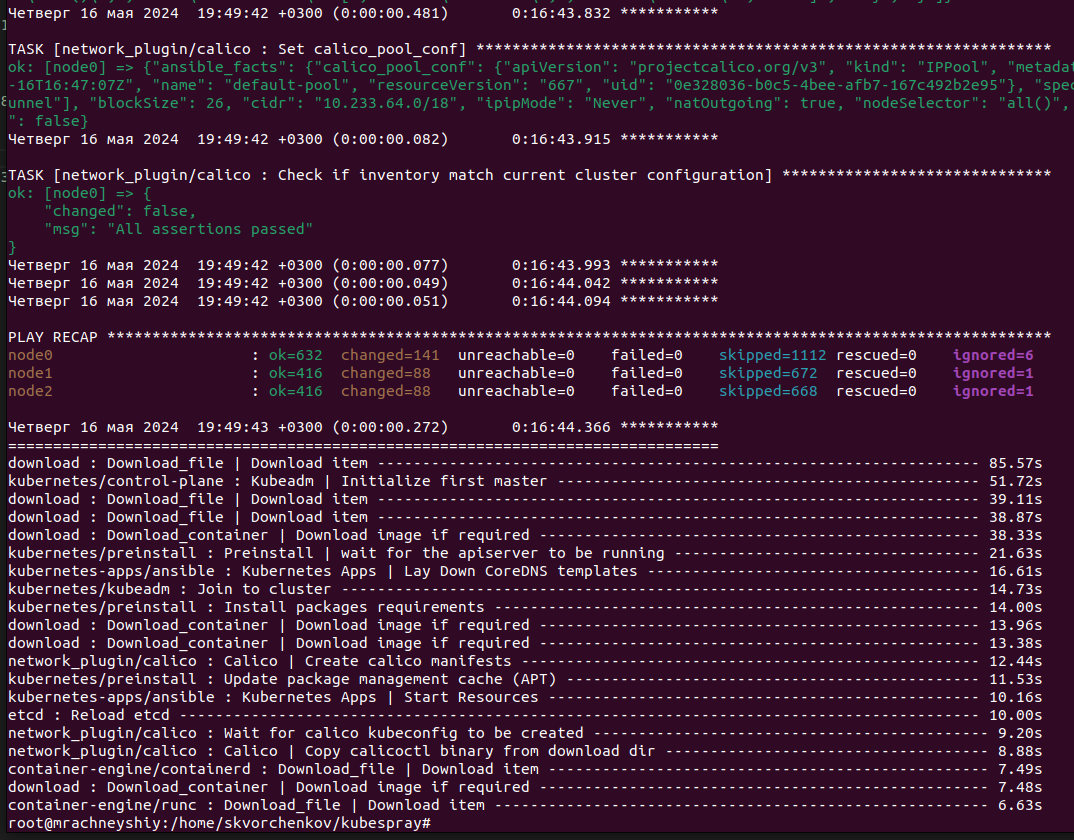 Четверг 16 мая 2024  19:49:42 +0300 (0:00:00.481)       0:16:43.832 ***********
TASK [network_plugin/calico : Set calico_pool_conf] ****************************************************************
ok: [node0] => {"ansible_facts": {"calico_pool_conf": {"apiVersion": "projectcalico.org/v3", "kind": "IPPool", "metadat
-16T16:47:07Z", "name": "default-pool", "resourceVersion": "667", "uid": "0e328036-b0c5-4bee-afb7-167c492b2e95"}, "spec
unnel"], "blockSize": 26, "cidr": "10.233.64.0/18", "ipipMode": "Never", "natOutgoing": true, "nodeSelector": "all()",
": false}
Четверг 16 мая 2024  19:49:42 +0300 (0:00:00.082)       0:16:43.915 ***********
TASK [network_plugin/calico : Check if inventory match current cluster configuration] ******************************
ok: [node0] => {
    "changed": false,
    "msg": "All assertions passed"
}
Четверг 16 мая 2024  19:49:42 +0300 (0:00:00.077)       0:16:43.993 ***********
Четверг 16 мая 2024  19:49:42 +0300 (0:00:00.049)       0:16:44.042 ***********
Четверг 16 мая 2024  19:49:42 +0300 (0:00:00.051)       0:16:44.094 ***********
PLAY RECAP *********************************************************************************************************
node0                      : ok=632  changed=141  unreachable=0    failed=0    skipped=1112 rescued=0    ignored=6
node1                      : ok=416  changed=88   unreachable=0    failed=0    skipped=672  rescued=0    ignored=1
node2                      : ok=416  changed=88   unreachable=0    failed=0    skipped=668  rescued=0    ignored=1
Четверг 16 мая 2024  19:49:43 +0300 (0:00:00.272)       0:16:44.366 ***********
===============================================================================
download : Download_file | Download item ------------------------------------------------------------------- 85.57s
kubernetes/control-plane : Kubeadm | Initialize first master ----------------------------------------------- 51.72s
download : Download_file | Download item ------------------------------------------------------------------- 39.11s
download : Download_file | Download item ------------------------------------------------------------------- 38.87s
download : Download_container | Download image if required ------------------------------------------------- 38.33s
kubernetes/preinstall : Preinstall | wait for the apiserver to be running ---------------------------------- 21.63s
kubernetes-apps/ansible : Kubernetes Apps | Lay Down CoreDNS templates ------------------------------------- 16.61s
kubernetes/kubeadm : Join to cluster ----------------------------------------------------------------------- 14.73s
kubernetes/preinstall : Install packages requirements ------------------------------------------------------ 14.00s
download : Download_container | Download image if required ------------------------------------------------- 13.96s
download : Download_container | Download image if required ------------------------------------------------- 13.38s
network_plugin/calico : Calico | Create calico manifests --------------------------------------------------- 12.44s
kubernetes/preinstall : Update package management cache (APT) ---------------------------------------------- 11.53s
kubernetes-apps/ansible : Kubernetes Apps | Start Resources ------------------------------------------------ 10.16s
etcd : Reload etcd ----------------------------------------------------------------------------------------- 10.00s
network_plugin/calico : Wait for calico kubeconfig to be created -------------------------------------------- 9.20s
network_plugin/calico : Calico | Copy calicoctl binary from download dir ------------------------------------ 8.88s
container-engine/containerd : Download_file | Download item ------------------------------------------------- 7.49s
download : Download_container | Download image if required -------------------------------------------------- 7.48s
container-engine/runc : Download_file | Download item ------------------------------------------------------- 6.63s
root@mrachneyshiy:/home/skvorchenkov/kubespray#